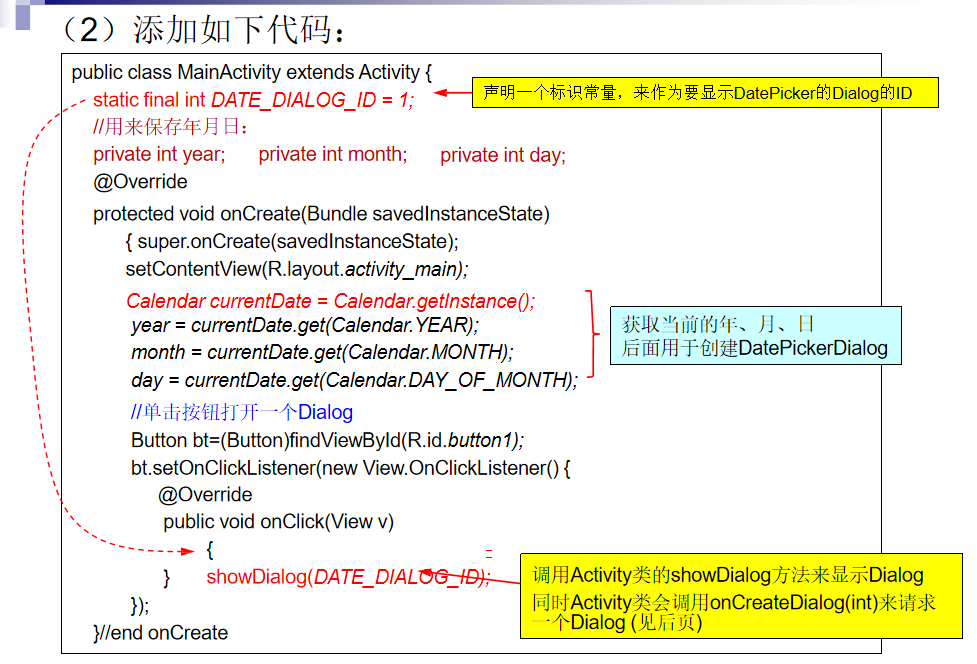 （2）添加如下代码：
public class MainActivity extends Activity {
static final int DATE_DIALOG_ID = 1;
声明一个标识常量，来作为要显示DatePicker的Dialog的ID
//用来保存年月日：
private int year; private int month; private int day;
@Override
protected void onCreate(Bundle savedInstanceState)
{ super.onCreate(savedInstanceState);
setContentView(R.layout.activity_main);
Calendar currentDate = Calendar.getInstance();
year = currentDate.get(Calendar.YEAR);
month = currentDate.get(Calendar.MONTH);
day = currentDate.get(Calendar.DAY_OF_MONTH);
获取当前的年、月、日
后面用于创建DatePickerDialog
//单击按钮打开一个Dialog
Button bt=(Button)findViewById(R.id.button1);
bt.setOnClickListener(new View.OnClickListener() {
@Override
public void onClick(View v)
{
} showDialog(DATE_DIALOG_ID);
});
}//end onCreate
调用Activity类的showDialog方法来显示Dialog
同时Activity类会调用onCreateDialog(int)来请求
一个Dialog (见后页)